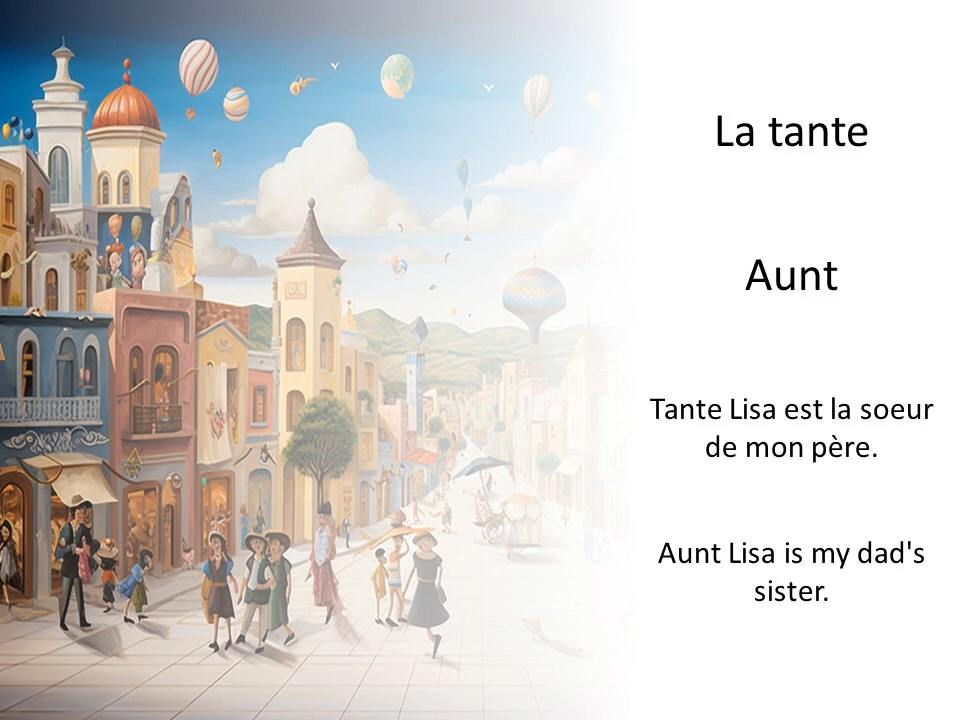 La tante
Aunt
Tante Lisa est la soeur
de mon père.
Aunt Lisa is my dad's
sister.